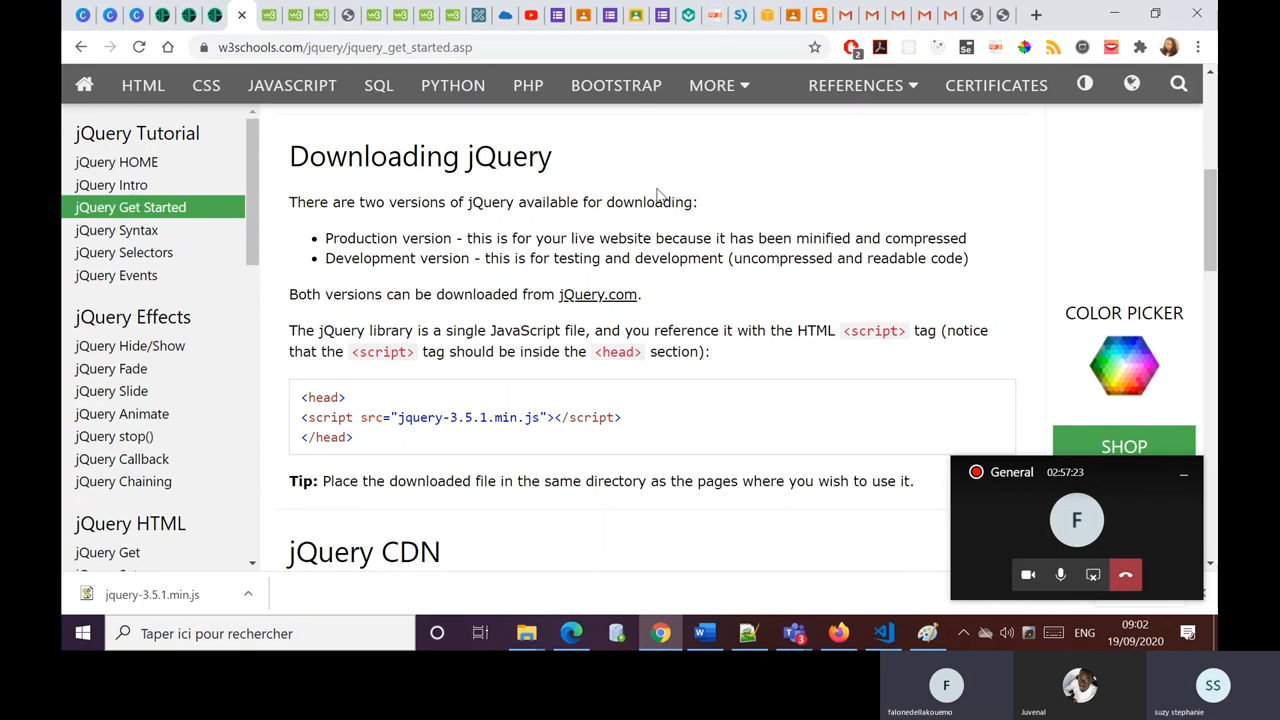 w3schools.com/jquery/jquery_get_started.asp
2
HTML CSS JAVASCRIPT SQL PYTHON PHP BOOTSTRAP MORE REFERENCES CERTIFICATES
jQuery Tutorial
jQuery HOME
jQuery Intro
jQuery Get Started
jQuery Syntax
jQuery Selectors
jQuery Events
jQuery Effects
jQuery Hide/Show
jQuery Fade
jQuery Slide
jQuery Animate
jQuery stop()
jQuery Callback
jQuery Chaining
jQuery HTML
jQuery Get
Downloading jQuery
There are two versions of jQuery available for downloading:
• Production version - this is for your live website because it has been minified and compressed
• Development version - this is for testing and development (uncompressed and readable code)
Both versions can be downloaded from jQuery.com.
The jQuery library is a single JavaScript file, and you reference it with the HTML <script> tag (notice
that the <script> tag should be inside the <head> section):
<head>
<script src="jquery-3.5.1.min.js"></script>
</head>
Tip: Place the downloaded file in the same directory as the pages where you wish to use it.
jQuery CDN
COLOR PICKER
SHOP
General 02:57:23
F
jquery-3.5.1.min.js
Taper ici pour rechercher
3
ENG
09:02
19/09/2020
F
falonedellakouemo
Juvenal
SS
suzy stephanie